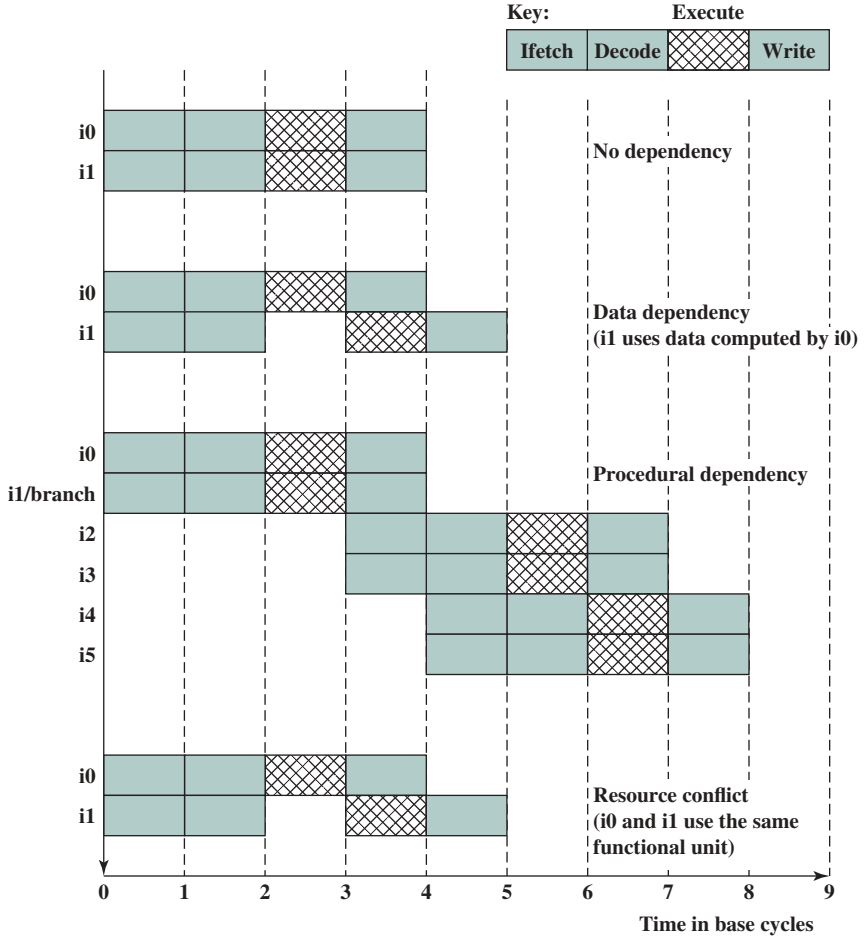 Key: Execute
Ifetch Decode Write
i0
i1
No dependency
i0
i1
Data dependency
(i1 uses data computed by i0)
i0
i1/branch
i2
i3
i4
i5
Procedural dependency
i0
i1
Resource conflict
(i0 and i1 use the same
functional unit)
0 1 2 3 4 5 6 7 8 9
Time in base cycles